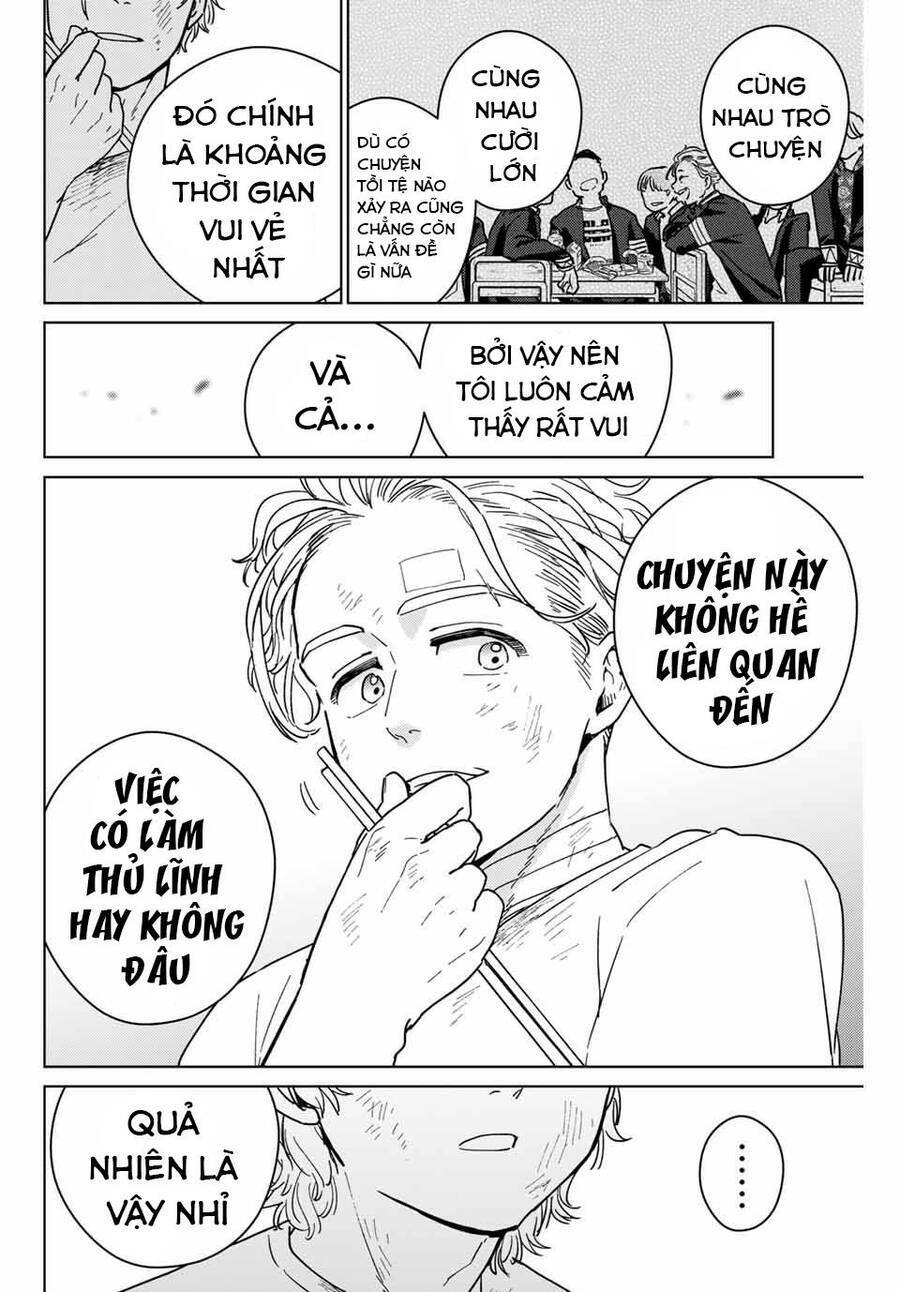 CÙNG
NHAU TRÒ
CHUYỆN
CÙNG
NHAU
CƯỜI
LỚN
DÙ CÓ
CHUYỆN
TỒI TỆ NÀO
XẢY RA CŨNG
CHẲNG CÒN
LÀ VẤN ĐỀ
GÌ NỮA
ĐÓ CHÍNH
LÀ KHOẢNG
THỜI GIAN
VUI VẺ
NHẤT
BỞI VẬY NÊN
TÔI LUÔN CẢM
THẤY RẤT VUI
VÀ
CẢ...
CHUYỆN NÀY
KHÔNG HỀ
LIÊN QUAN
ĐẾN
VIỆC
CÓ LÀM
THỦ LĨNH
HAY KHÔNG
ĐÂU
......
QUẢ
NHIÊN LÀ
VẬY NHỈ